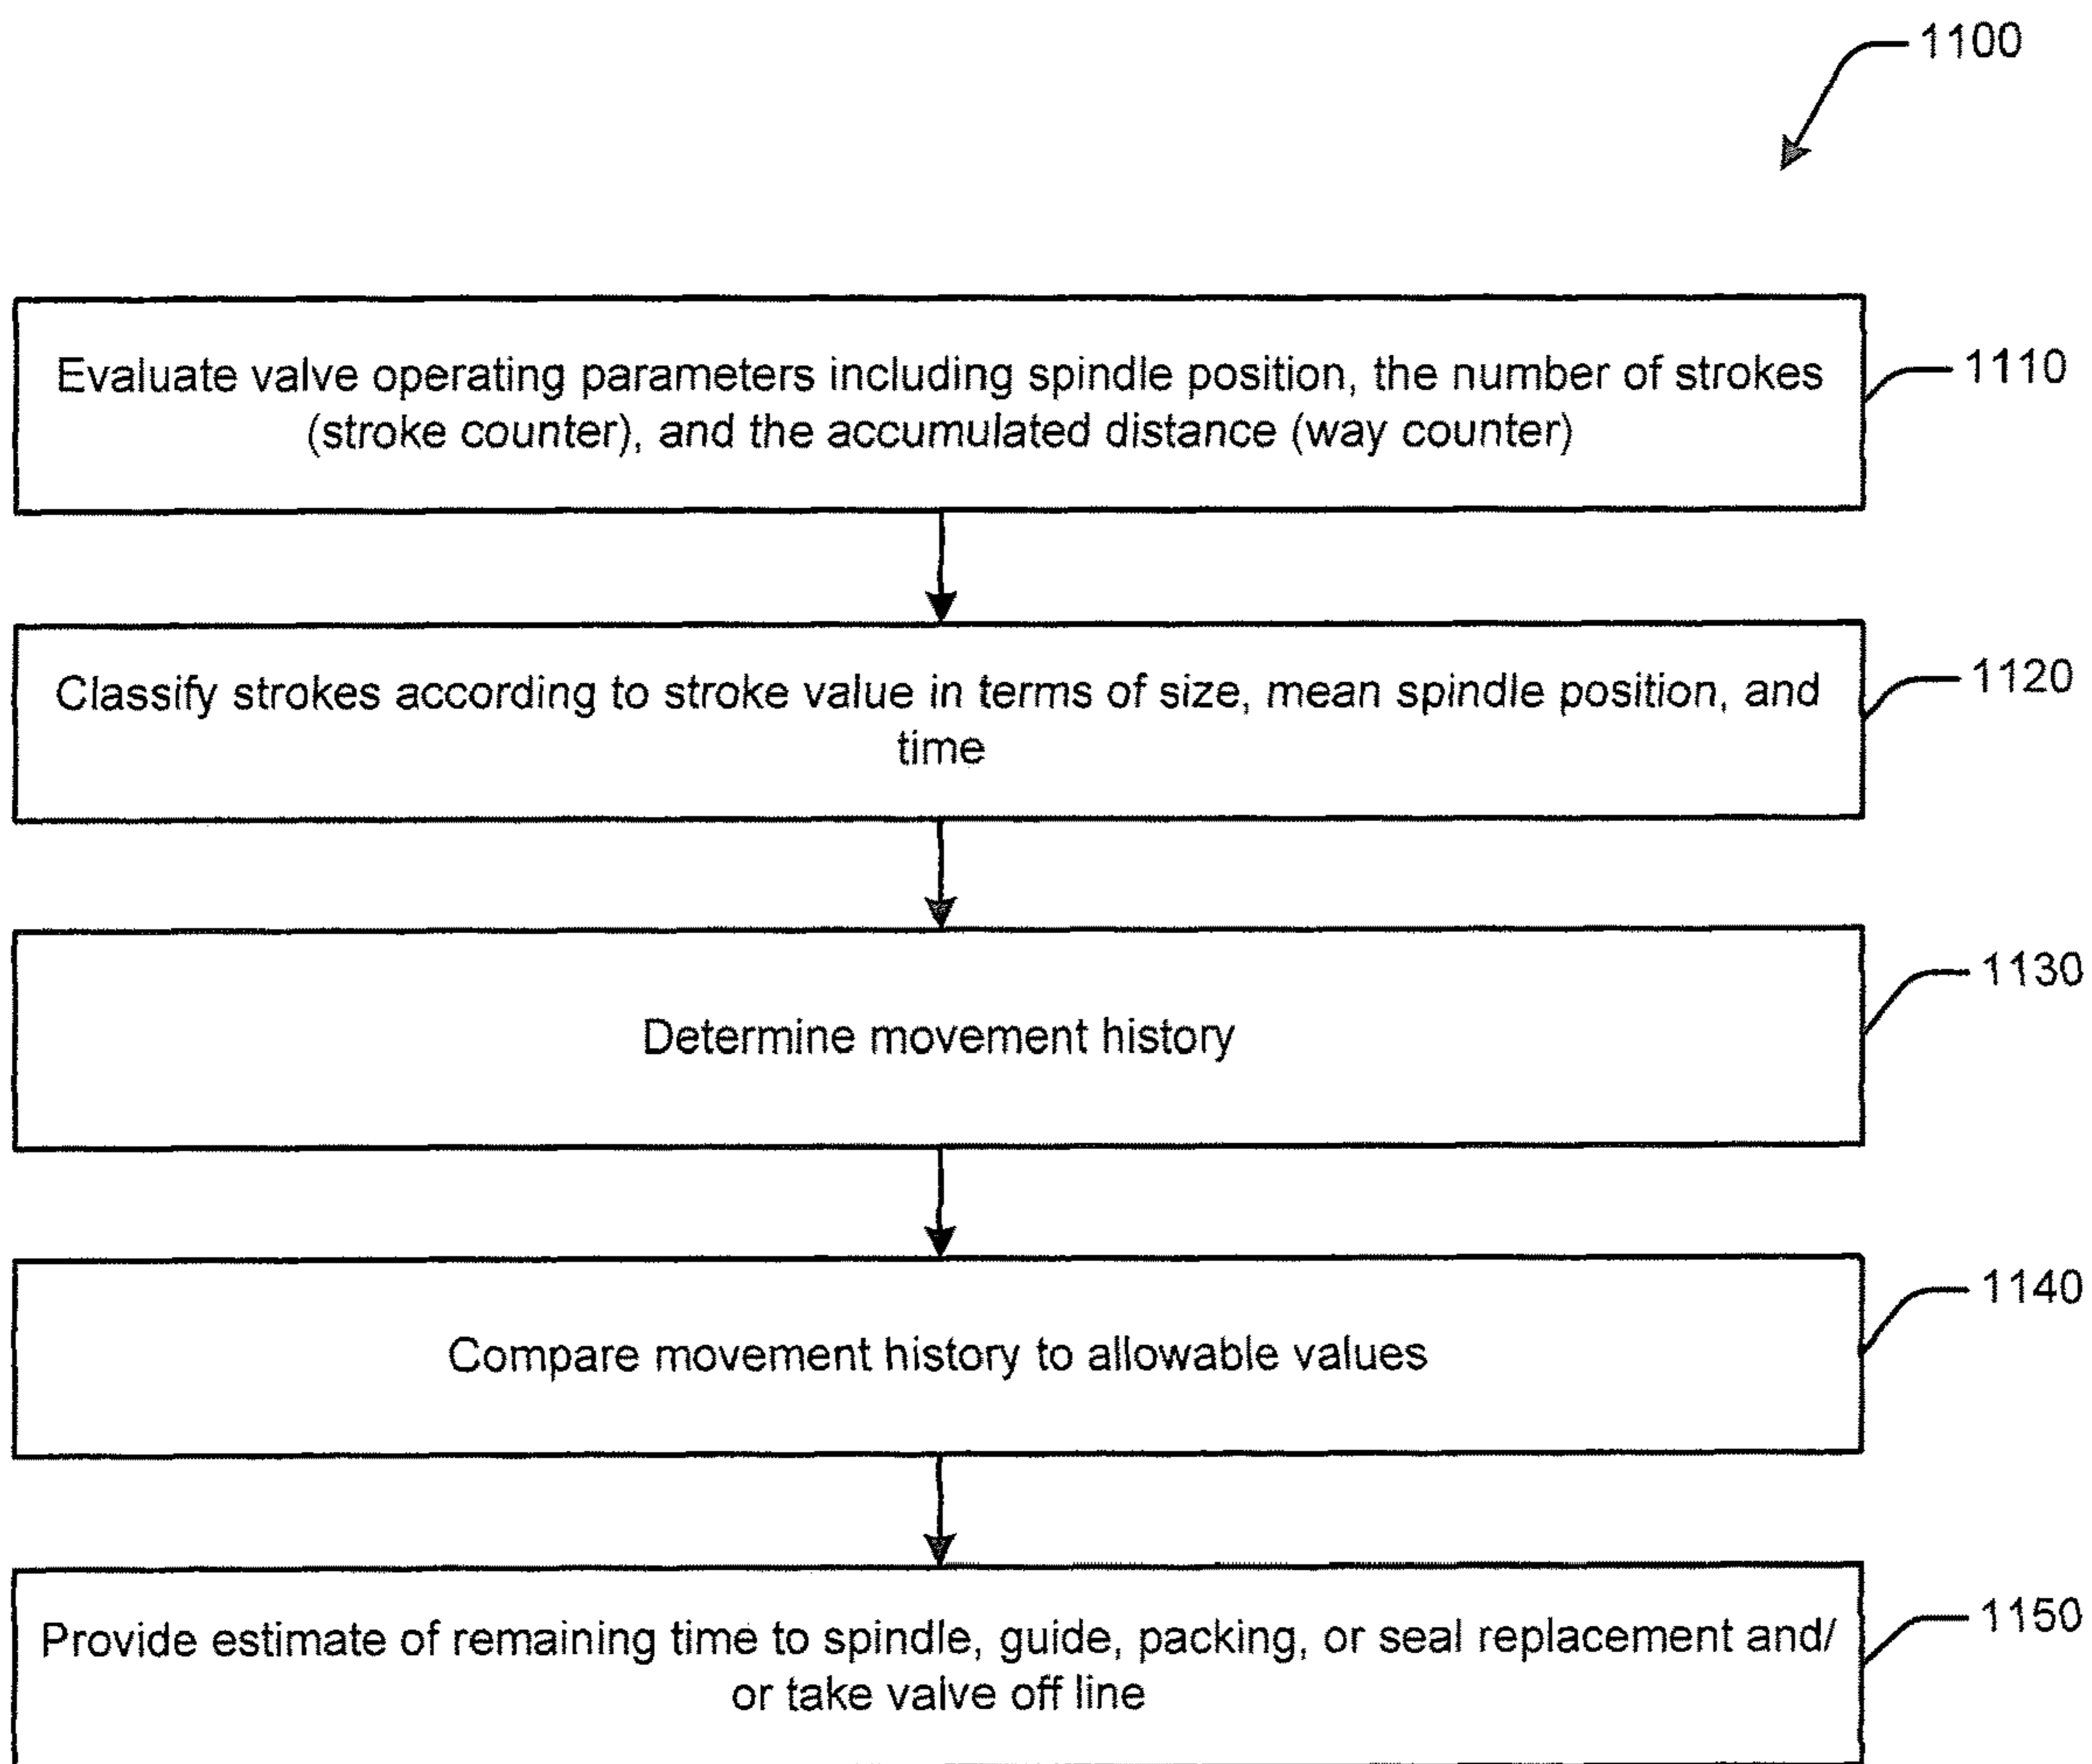 1100
Evaluate valve operating parameters including spindle position, the number of strokes
(stroke counter), and the accumulated distance (way counter)
1110
Classify strokes according to stroke value in terms of size, mean spindle position, and
time
1120
Determine movement history
1130
Compare movement history to allowable values
1140
Provide estimate of remaining time to spindle, guide, packing, or seal replacement and/
or take valve off line
1150